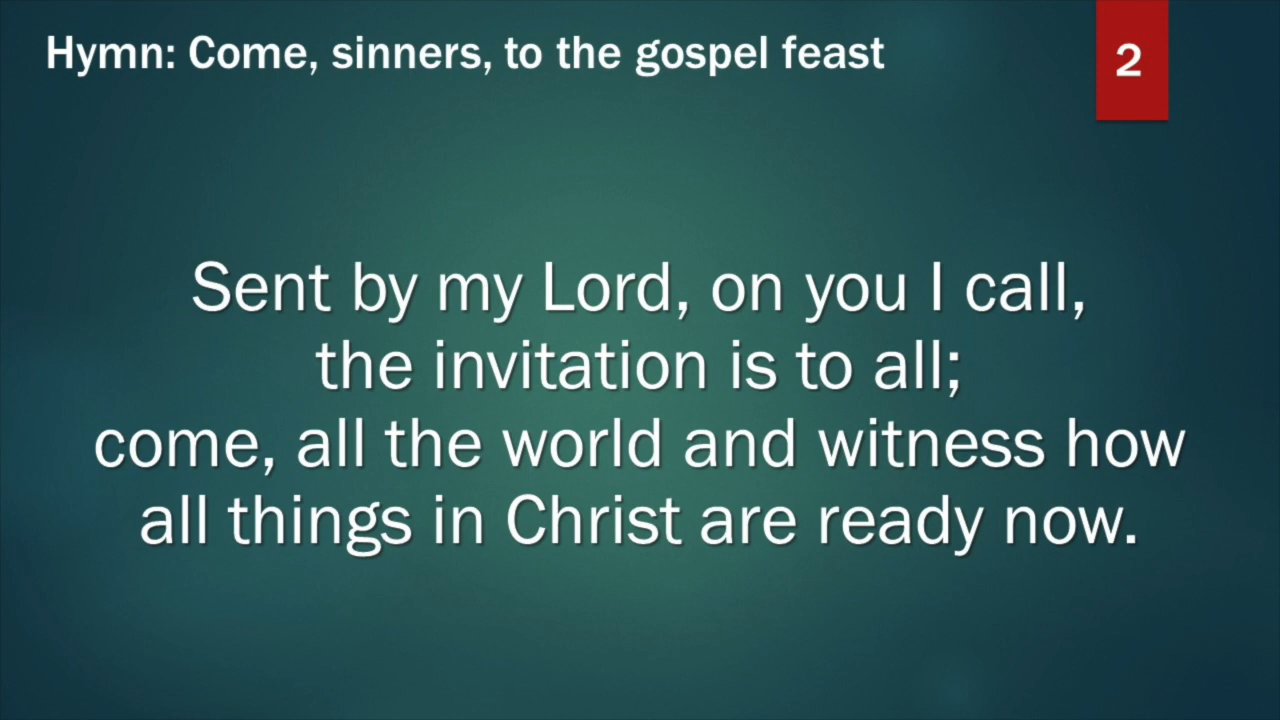 Hymn: Come, sinners, to the gospel feast
2
Sent by my Lord, on you I call,
the invitation is to all;
come, all the world and witness how
all things in Christ are ready now.